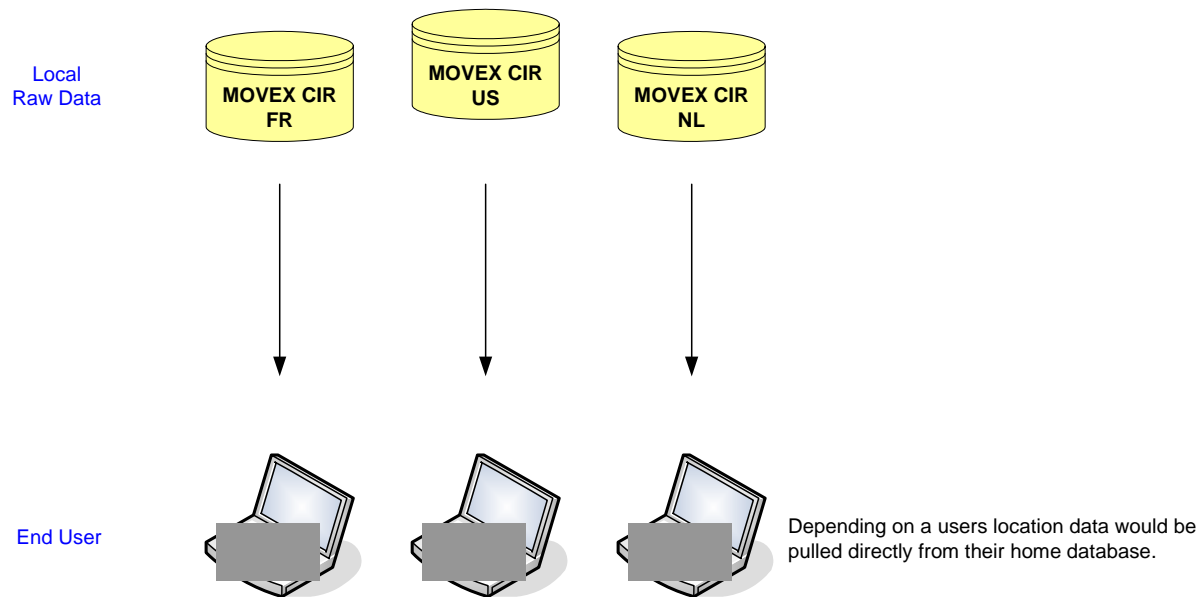 Local
Raw Data
MOVEX CIR
FR
MOVEX CIR
US
MOVEX CIR
NL
End User
Depending on a users location data would be
pulled directly from their home database.